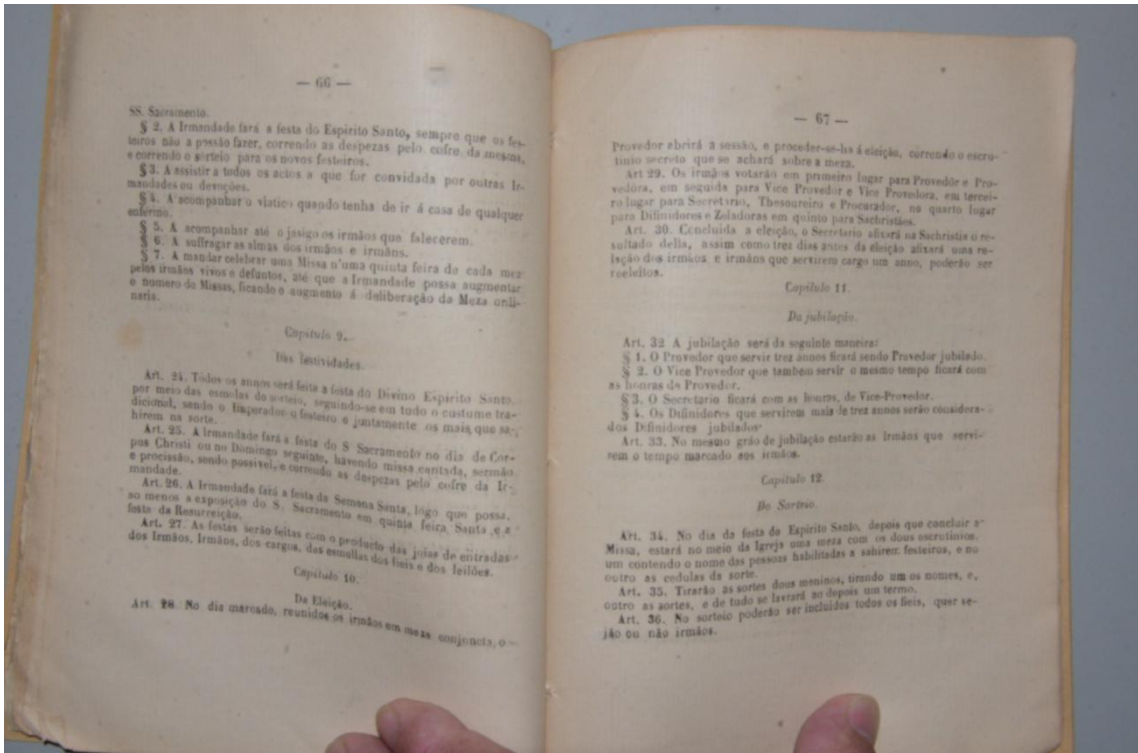 — 66 —
SS. Sacramento.
§ 2. A Irmandade fará a festa do Espirito Santo, sempre que os fes-
teiros não a possão fazer, correndo as despezas pelo cofre da mesma,
e correndo o sorteio para os novos festeiros.
§ 3. A assistir a todos os actos a que for convidada por outras Ir-
mandades ou devoções.
§ 4. A acompanhar o viatico quando tenha de ir á casa de qualquer
enfermo.
§ 5. A acompanhar até o jasigo os irmãos que falecerem.
§ 6. A suffragar as almas dos irmãos e irmãns.
§ 7. A mandar celebrar uma Missa n'uma quinta feira de cada mez
pelos irmãos vivos e defuntos, até que a Irmandade possa augmentar
o numero de Missas, ficando o augmento á deliberação da Meza ordi-
naria.
Capitulo 9.
Das festividades.
Art. 24. Todos os annos será feita a festa do Divino Espirito Santo,
por meio das esmolas do sorteio, seguindo-se em tudo o custume tra-
dicional, sendo o Imperador o festeiro e juntamente os mais que sa-
hirem na sorte.
Art. 25. A Irmandade fará a festa do S Sacramento no dia de Cor-
pus Christi ou no Domingo seguinte, havendo missa cantada, sermão
e procissão, sendo possivel, e correndo as despezas pelo cofre da Ir-
mandade.
Art. 26. A Irmandade fará a festa da Semana Santa, logo que possa,
ao menos a exposição do S. Sacramento em quinta feira Santa e a
festa da Resurreição.
Art. 27. As festas serão feitas com o producto das joias de entradas
dos Irmãos, Irmãns, dos cargos, das esmollas dos fieis e dos leilões.
Capitulo 10.
Da Eleição.
Art. 28. No dia marcado, reunidos os irmãos em meza conjuncta, o
— 67 —
Provedor abrirá a sessão, e proceder-se-ha á eleição, correndo o escru-
tinio secreto que se achará sobre a meza.
Art 29. Os irmãos votarão em primeiro lugar para Provedôr e Pro-
vedôra, em seguida para Vice Provedor e Vice Provedora, em tercei-
ro lugar para Secretario, Thesoureiro e Procurador, no quarto lugar
para Difinidores e Zeladoras em quinto para Sachristães.
Art. 30. Concluida a eleição, o Secretario afixará na Sachristia o re-
sultado della, assim como trez dias antes da eleição afixará uma re-
lação dos irmãos e irmãns que servirem cargo um anno, poderão ser
reeleitos.
Capitulo 11.
Da jubilação.
Art. 32 A jubilação será da seguinte maneira:
§ 1. O Provedor que servir trez annos ficará sendo Provedor jubilado.
§ 2. O Vice Provedor que tambem servir o mesmo tempo ficará com
as honras de Provedor.
§ 3. O Secretario ficará com as honras, de Vice-Provedor.
§ 4. Os Difinidores que servirem mais de trez annos serão considera-
dos Difinidores jubilados
Art. 33. No mesmo gráo de jubilação estarão as Irmãns que servi-
rem o tempo marcado aos irmãos.
Capitulo 12
Do Sorteio.
Art. 34. No dia da festa do Espirito Santo, depois que concluir a
Missa, estará no meio da Igreja uma meza com os dous escrutinios,
um contendo o nome das pessoas habilitadas a sahirem festeiros, e no
outro as cedulas da sorte.
Art. 35. Tirarão as sortes dous meninos, tirando um os nomes, e,
outro as sortes, e de tudo se lavrará ao depois um termo.
Art. 36. No sorteio poderão ser incluidos todos os fieis, quer se-
jão ou não irmãos.